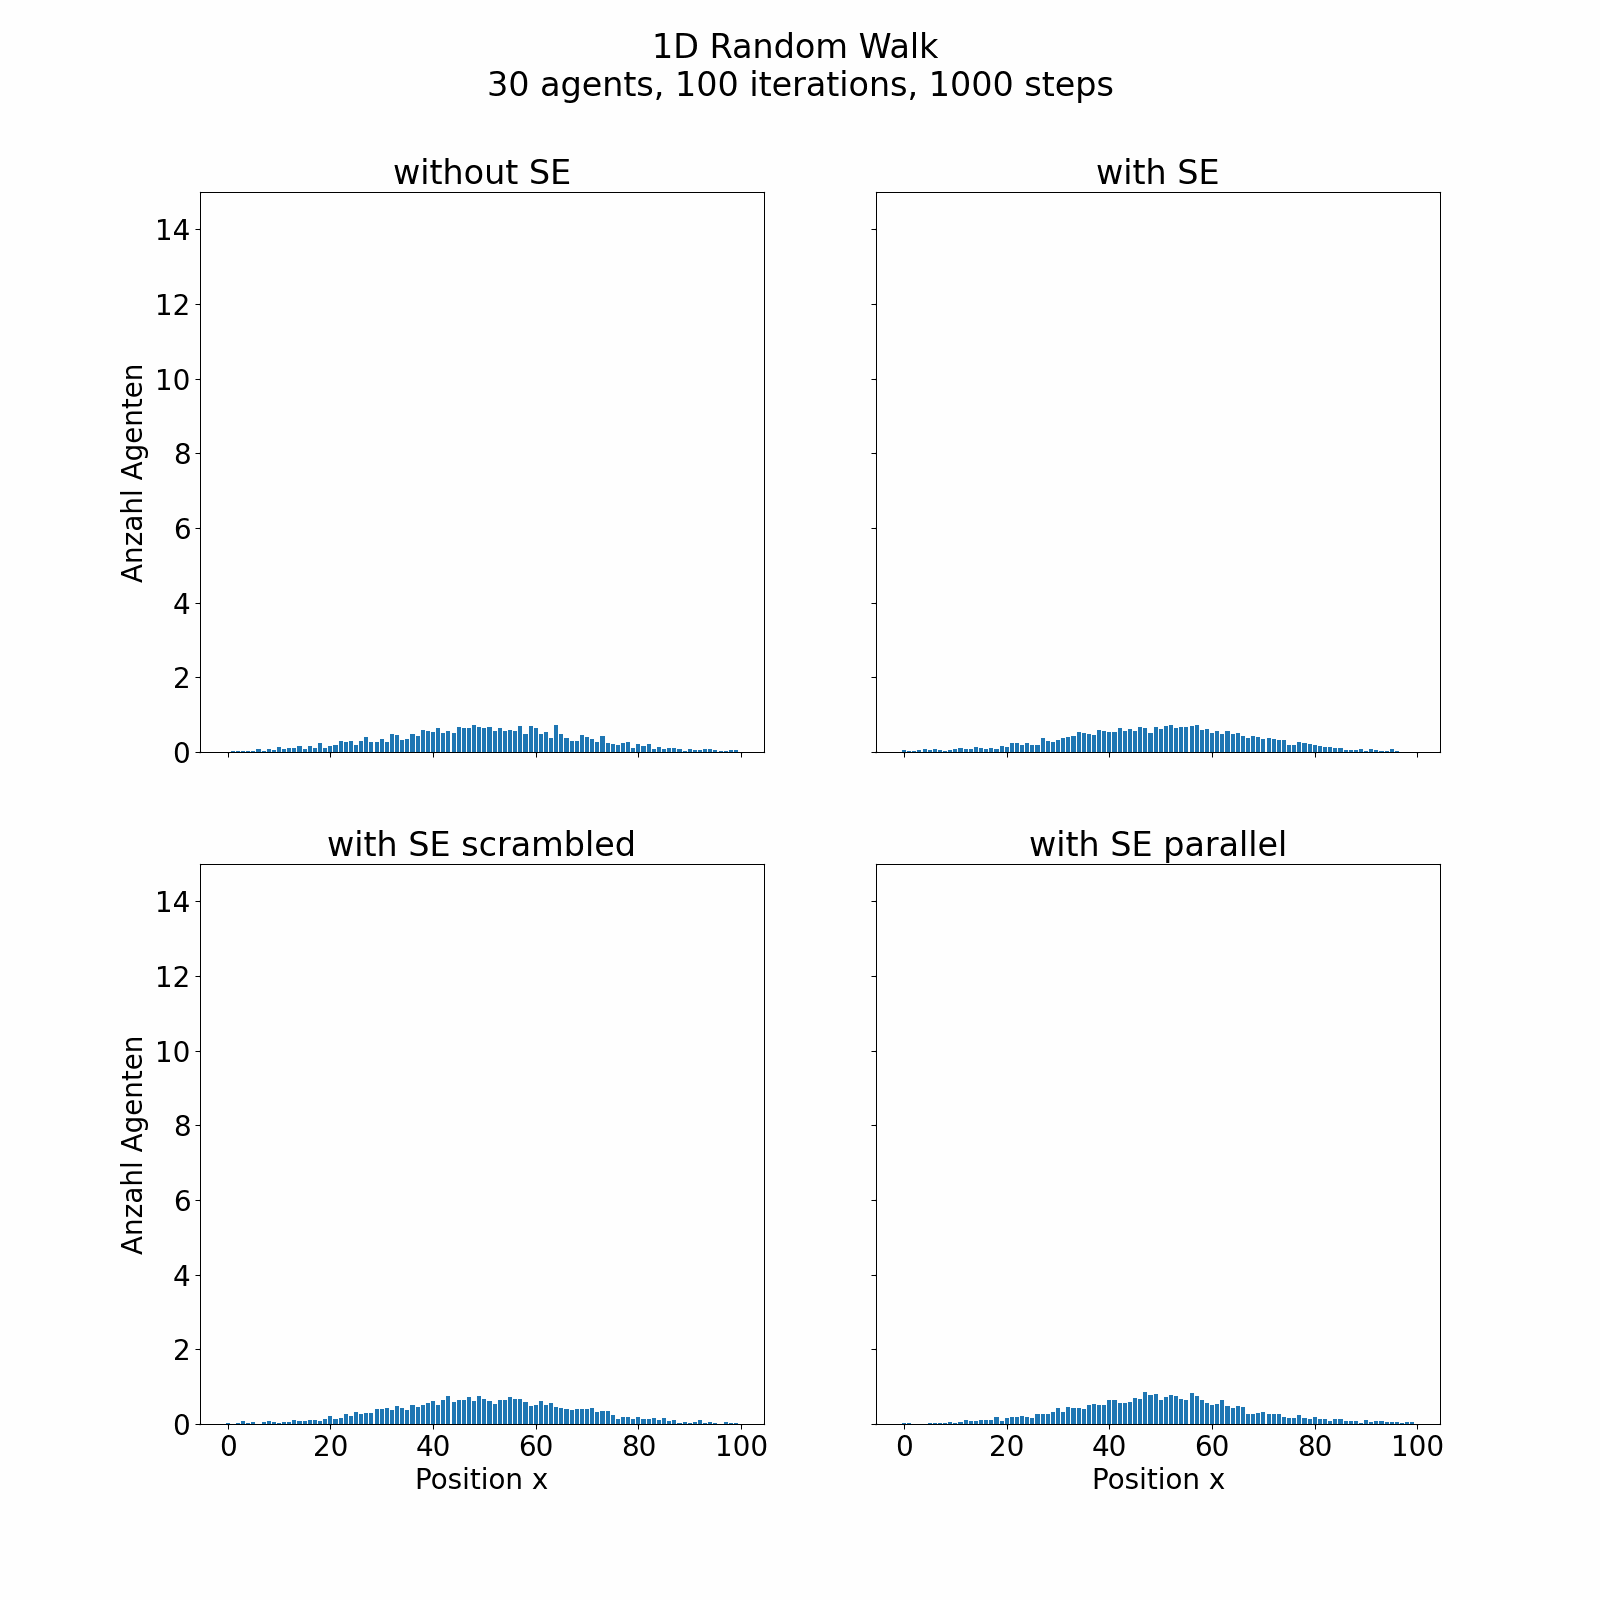 1D Random Walk
30 agents, 100 iterations, 1000 steps
without SE
with SE
14
12
10
8
6
4
2
0
Anzahl Agenten
with SE scrambled
with SE parallel
14
12
10
8
6
4
2
0
Anzahl Agenten
0 20 40 60 80 100
0 20 40 60 80 100
Position x
Position x